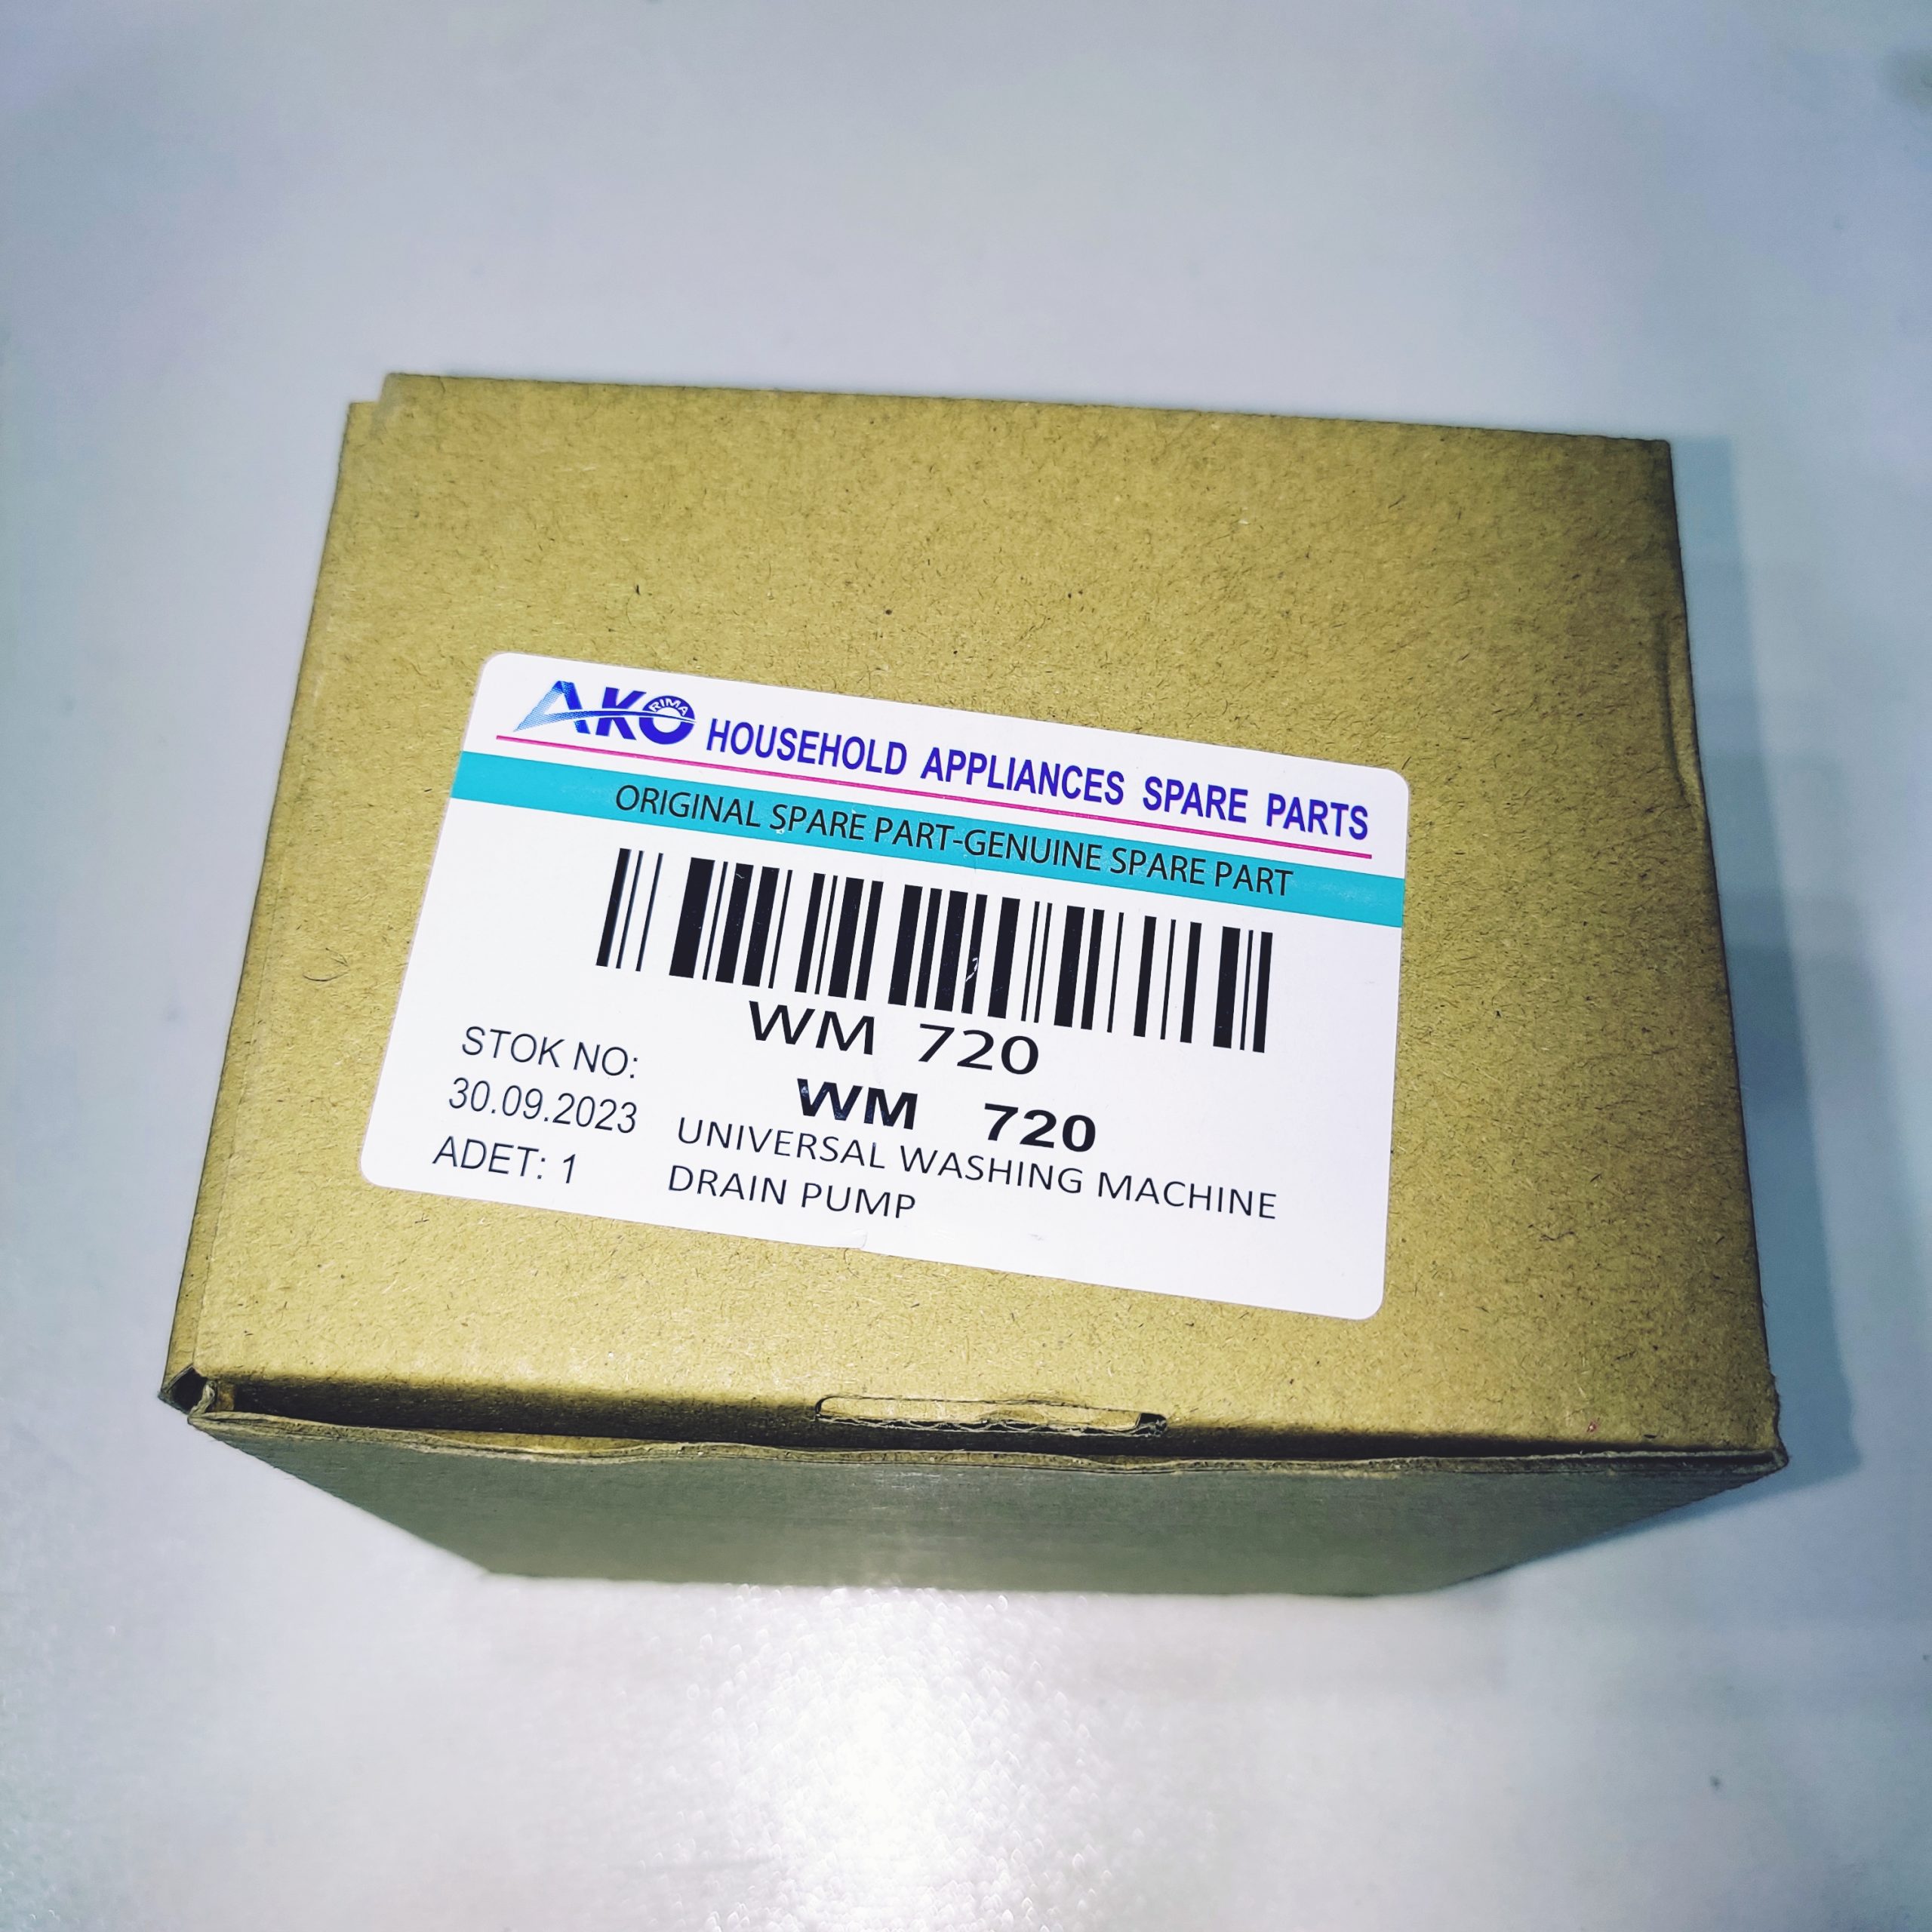 AKO RIMA HOUSEHOLD APPLIANCES SPARE PARTS
ORIGINAL SPARE PART-GENUINE SPARE PART
WM 720
STOK NO: WM 720
30.09.2023 UNIVERSAL WASHING MACHINE
ADET: 1 DRAIN PUMP